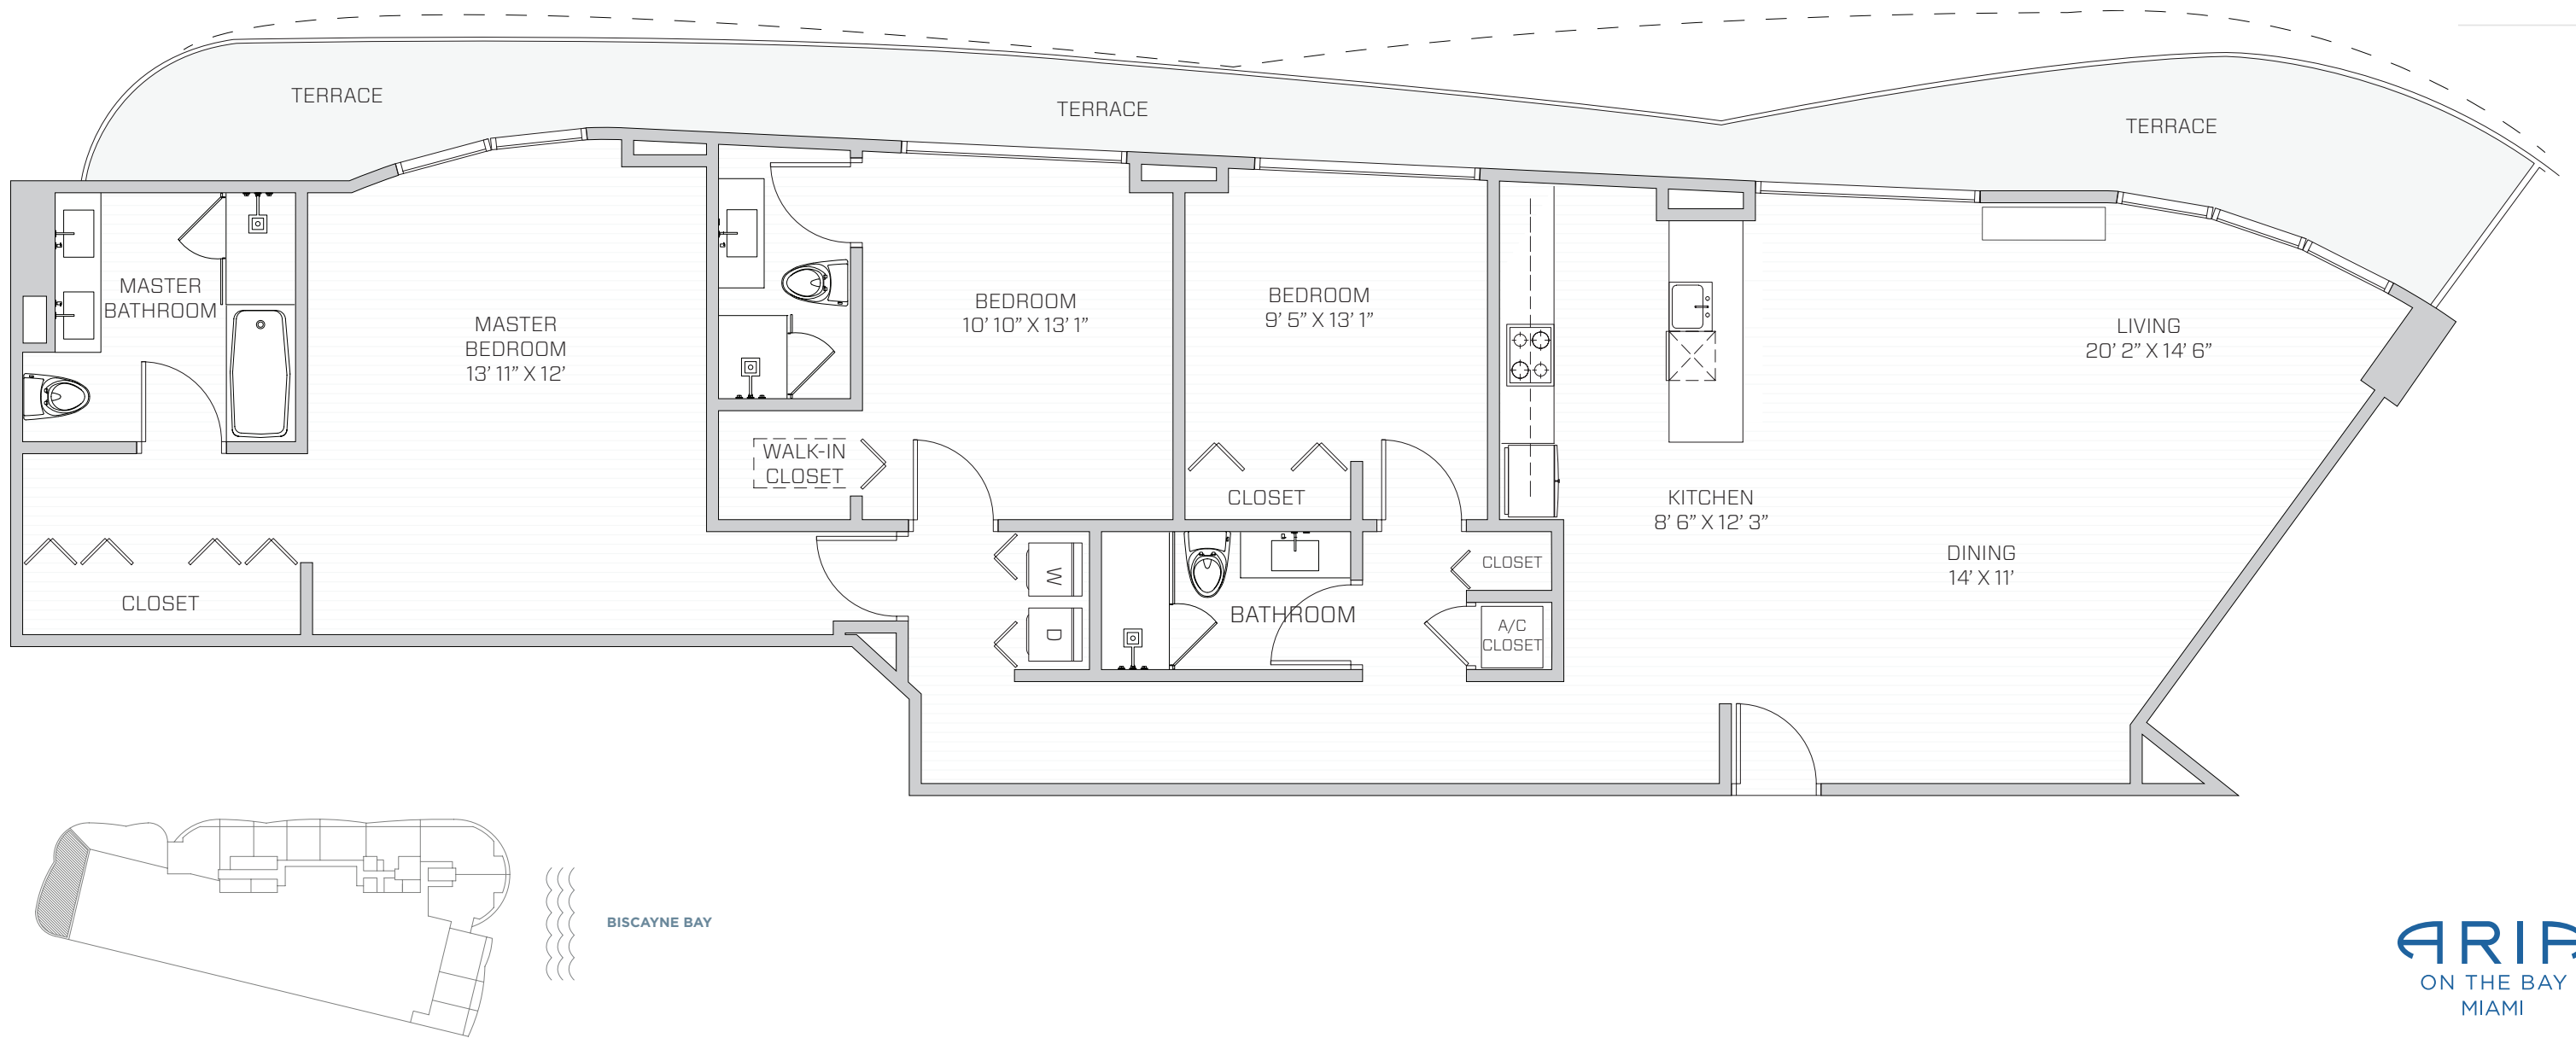 TERRACE
TERRACE
TERRACE
MASTER
BATHROOM
MASTER
BEDROOM
13' 11" X 12'
BEDROOM
10' 10" X 13' 1"
BEDROOM
9' 5" X 13' 1"
LIVING
20' 2" X 14' 6"
WALK-IN
CLOSET
CLOSET
KITCHEN
8' 6" X 12' 3"
DINING
14' X 11'
CLOSET
W
D
BATHROOM
CLOSET
A/C
CLOSET
BISCAYNE BAY
ARIA
ON THE BAY
MIAMI